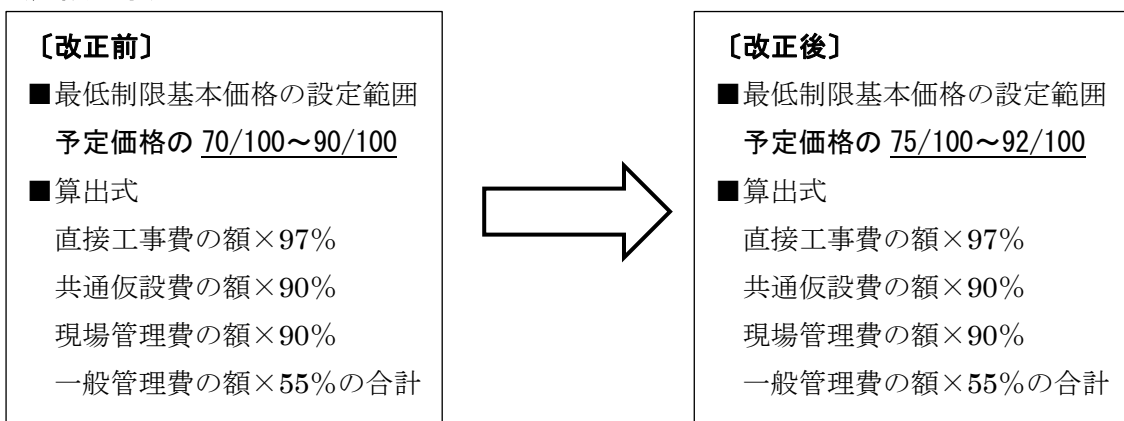 〔改正前〕
■最低制限基本価格の設定範囲
予定価格の 70/100～90/100
■算出式
直接工事費の額×97％
共通仮設費の額×90％
現場管理費の額×90％
一般管理費の額×55％の合計
〔改正後〕
■最低制限基本価格の設定範囲
予定価格の 75/100～92/100
■算出式
直接工事費の額×97％
共通仮設費の額×90％
現場管理費の額×90％
一般管理費の額×55％の合計